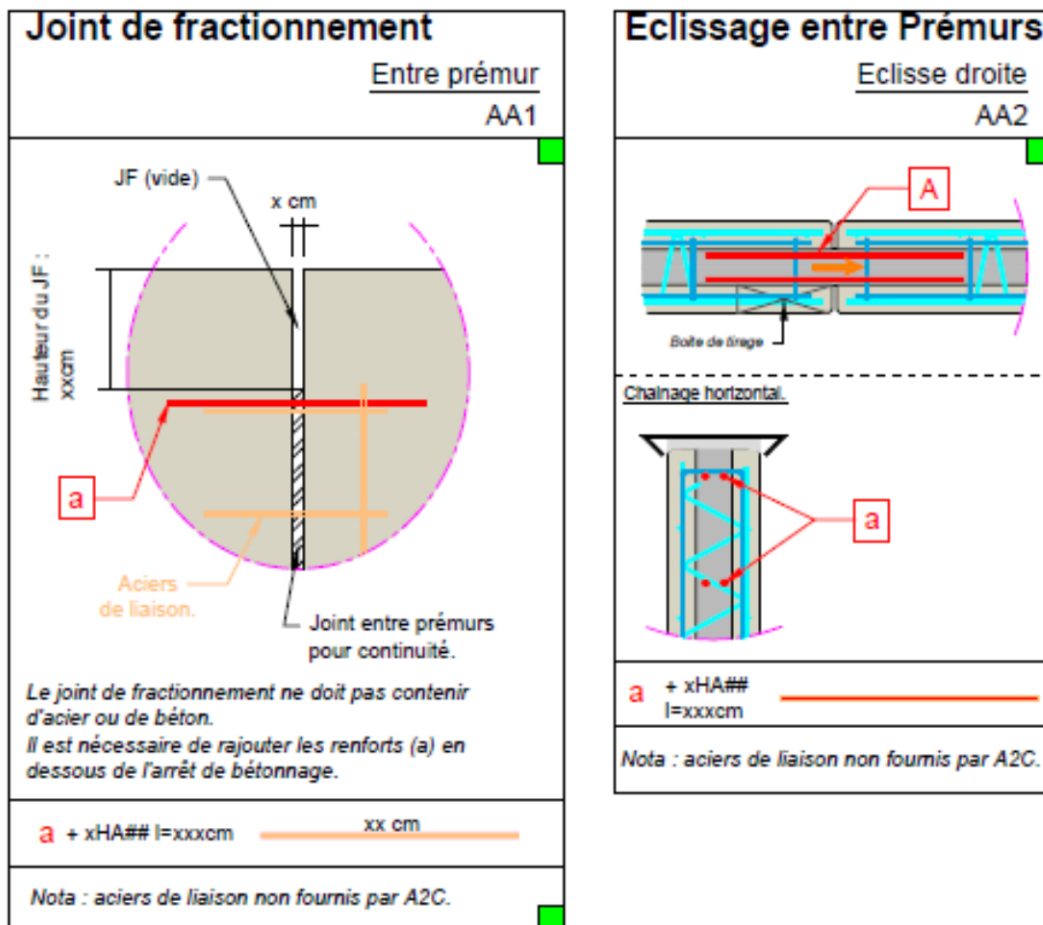 Joint de fractionnement
Entre prémur
AA1
JF (vide)
x cm
Hauteur du JF :
xxcm
a
Aciers
de liaison.
Joint entre prémurs
pour continuité.
Le joint de fractionnement ne doit pas contenir
d'acier ou de béton.
Il est nécessaire de rajouter les renforts (a) en
dessous de l'arrêt de bétonnage.
a + xHA## l=xxxcm
xx cm
Nota : aciers de liaison non fournis par A2C.
Eclissage entre Prémurs
Eclisse droite
AA2
A
Boîte de tirage
Chaînage horizontal.
a
a + xHA##
l=xxxcm
Nota : aciers de liaison non fournis par A2C.